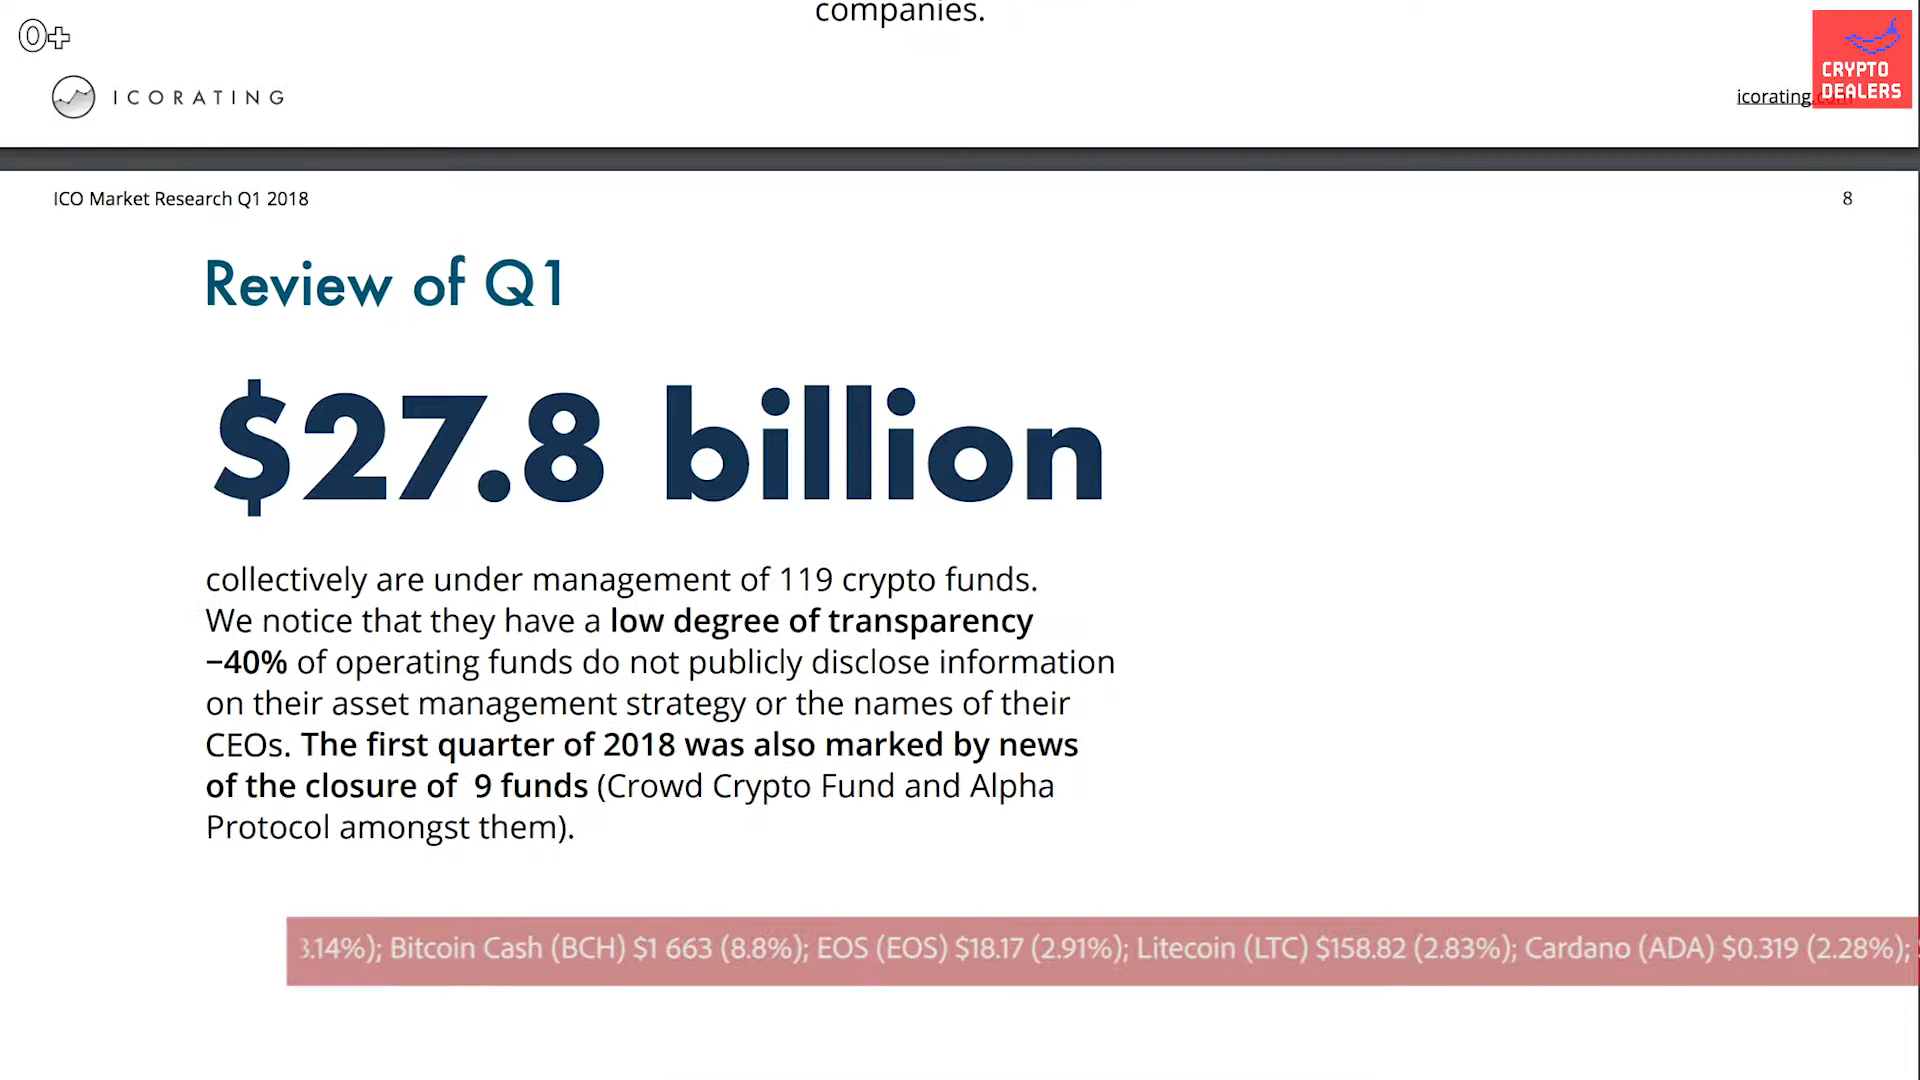 companies.
0+
ICORATING
icorating.com
CRYPTO
DEALERS
ICO Market Research Q1 2018
8
Review of Q1
$27.8 billion
collectively are under management of 119 crypto funds.
We notice that they have a low degree of transparency
−40% of operating funds do not publicly disclose information
on their asset management strategy or the names of their
CEOs. The first quarter of 2018 was also marked by news
of the closure of 9 funds (Crowd Crypto Fund and Alpha
Protocol amongst them).
3.14%); Bitcoin Cash (BCH) $1 663 (8.8%); EOS (EOS) $18.17 (2.91%); Litecoin (LTC) $158.82 (2.83%); Cardano (ADA) $0.319 (2.28%);